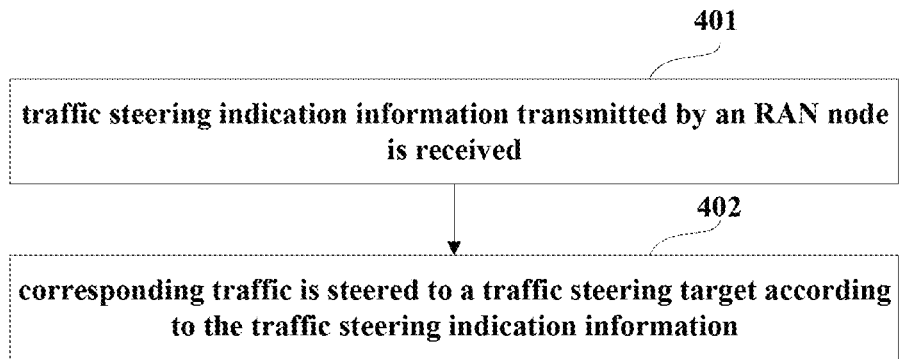 401
traffic steering indication information transmitted by an RAN node
is received
402
corresponding traffic is steered to a traffic steering target according
to the traffic steering indication information